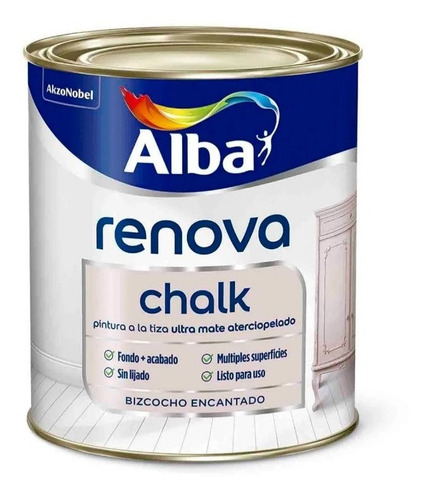 AkzoNobel
Alba
renova
chalk
pintura a la tiza ultra mate aterciopelado
Fondo + acabado
Multiples superficies
Sin lijado
Listo para uso
BIZCOCHO ENCANTADO